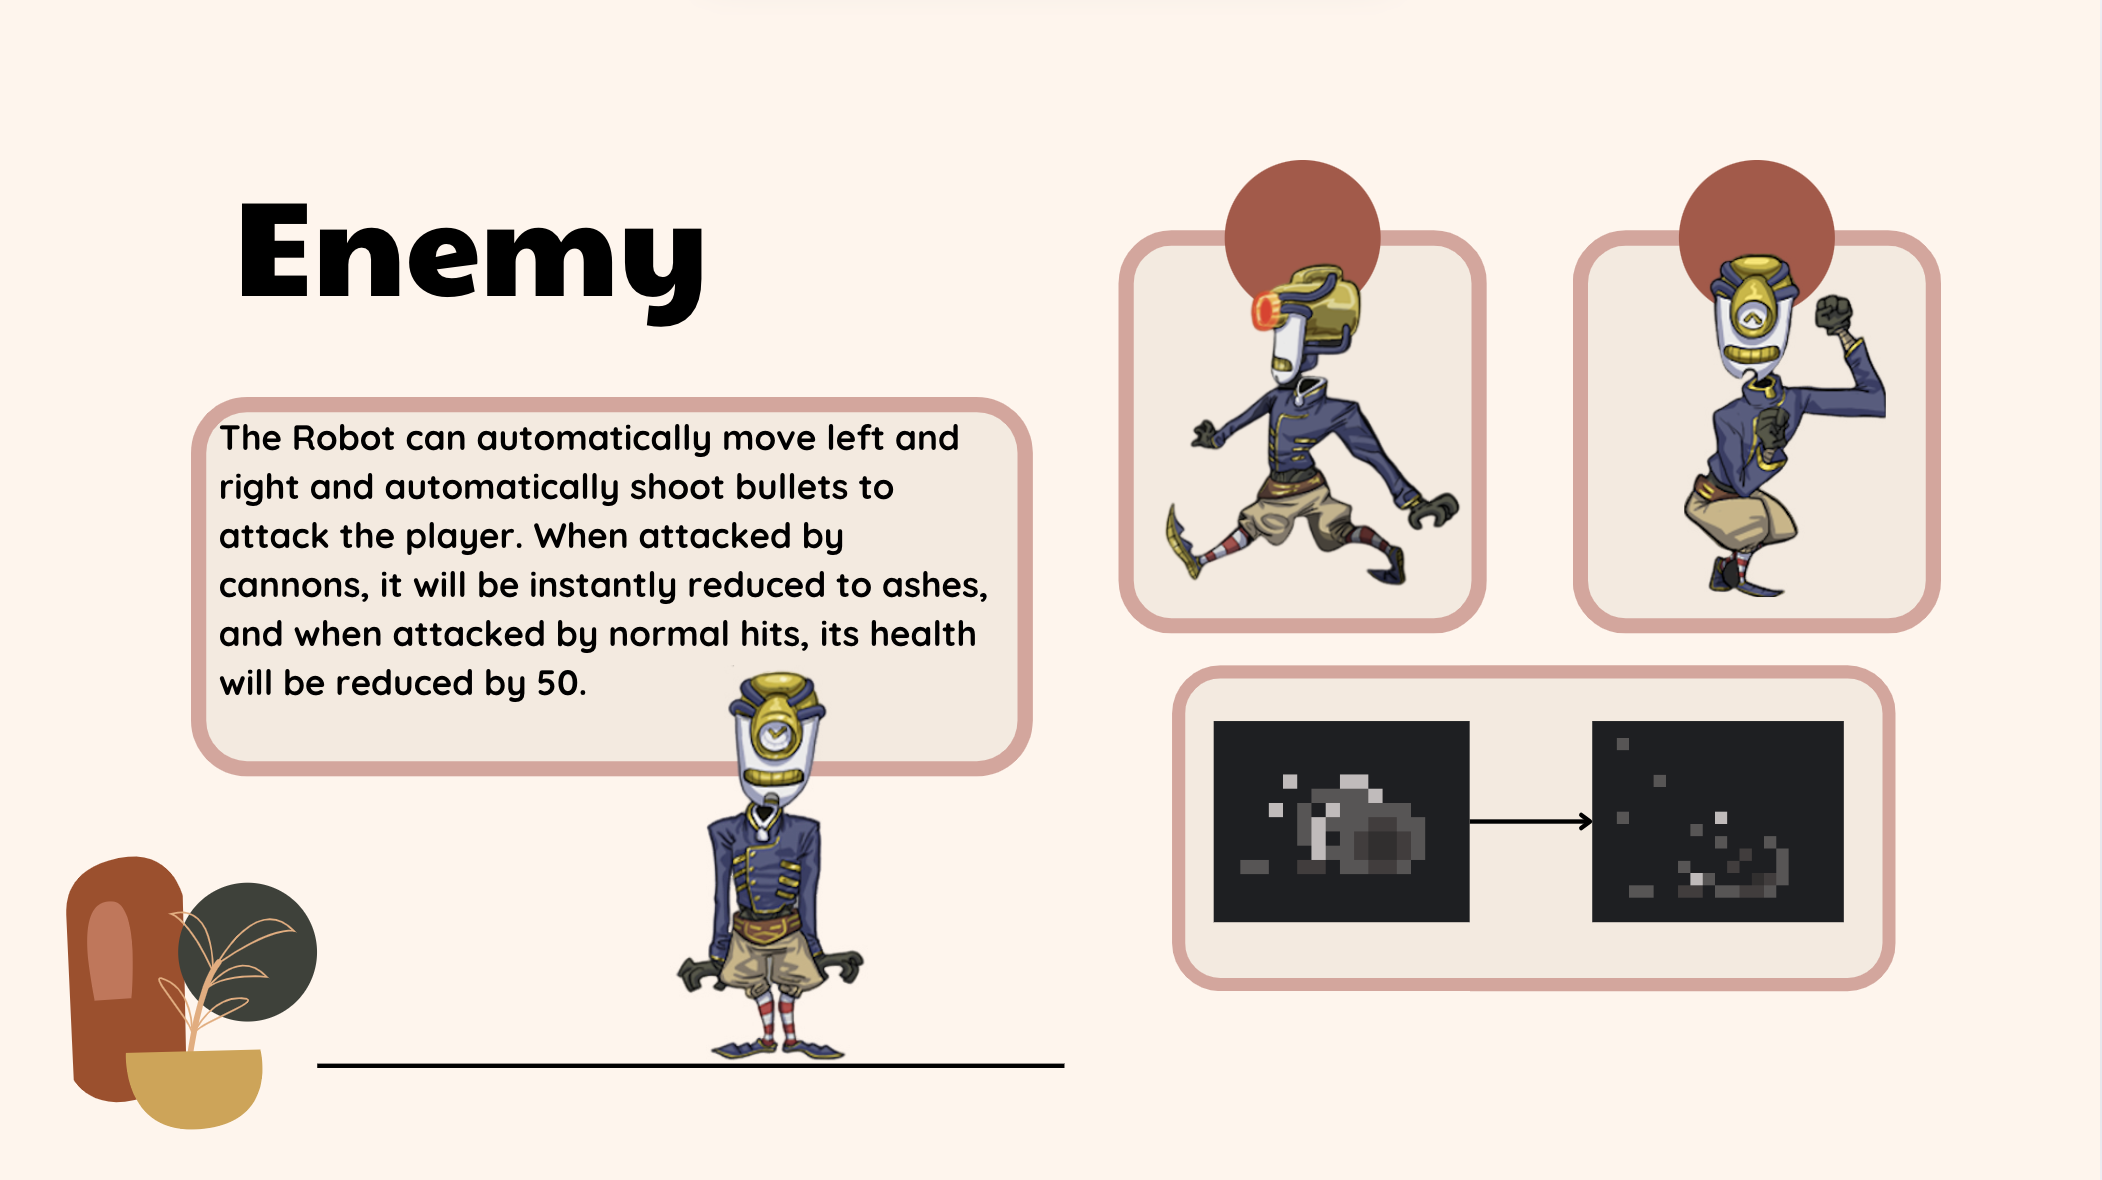 Enemy
The Robot can automatically move left and
right and automatically shoot bullets to
attack the player. When attacked by
cannons, it will be instantly reduced to ashes,
and when attacked by normal hits, its health
will be reduced by 50.